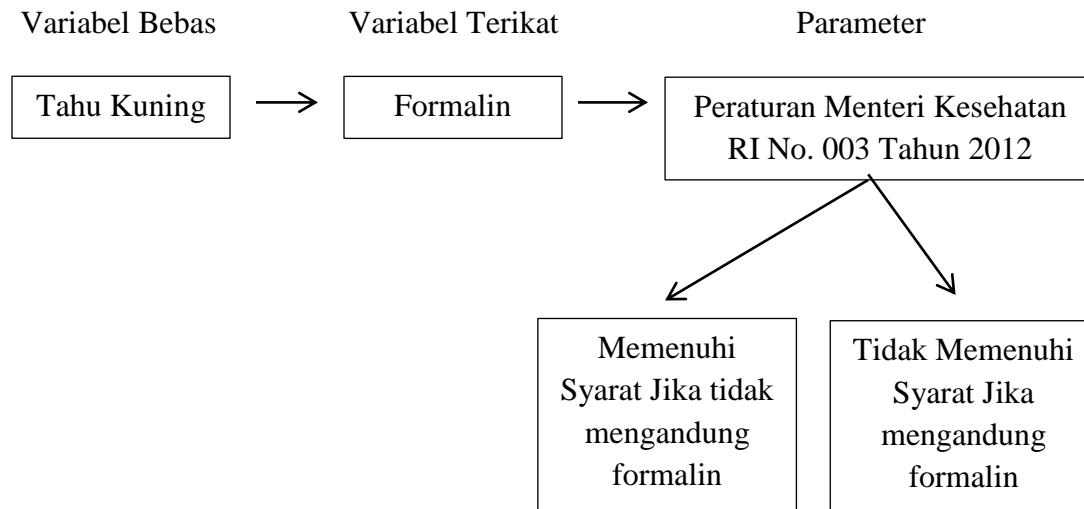 Variabel Bebas
Variabel Terikat
Parameter
Tahu Kuning
Formalin
Peraturan Menteri Kesehatan
RI No. 003 Tahun 2012
Memenuhi
Syarat Jika tidak
mengandung
formalin
Tidak Memenuhi
Syarat Jika
mengandung
formalin